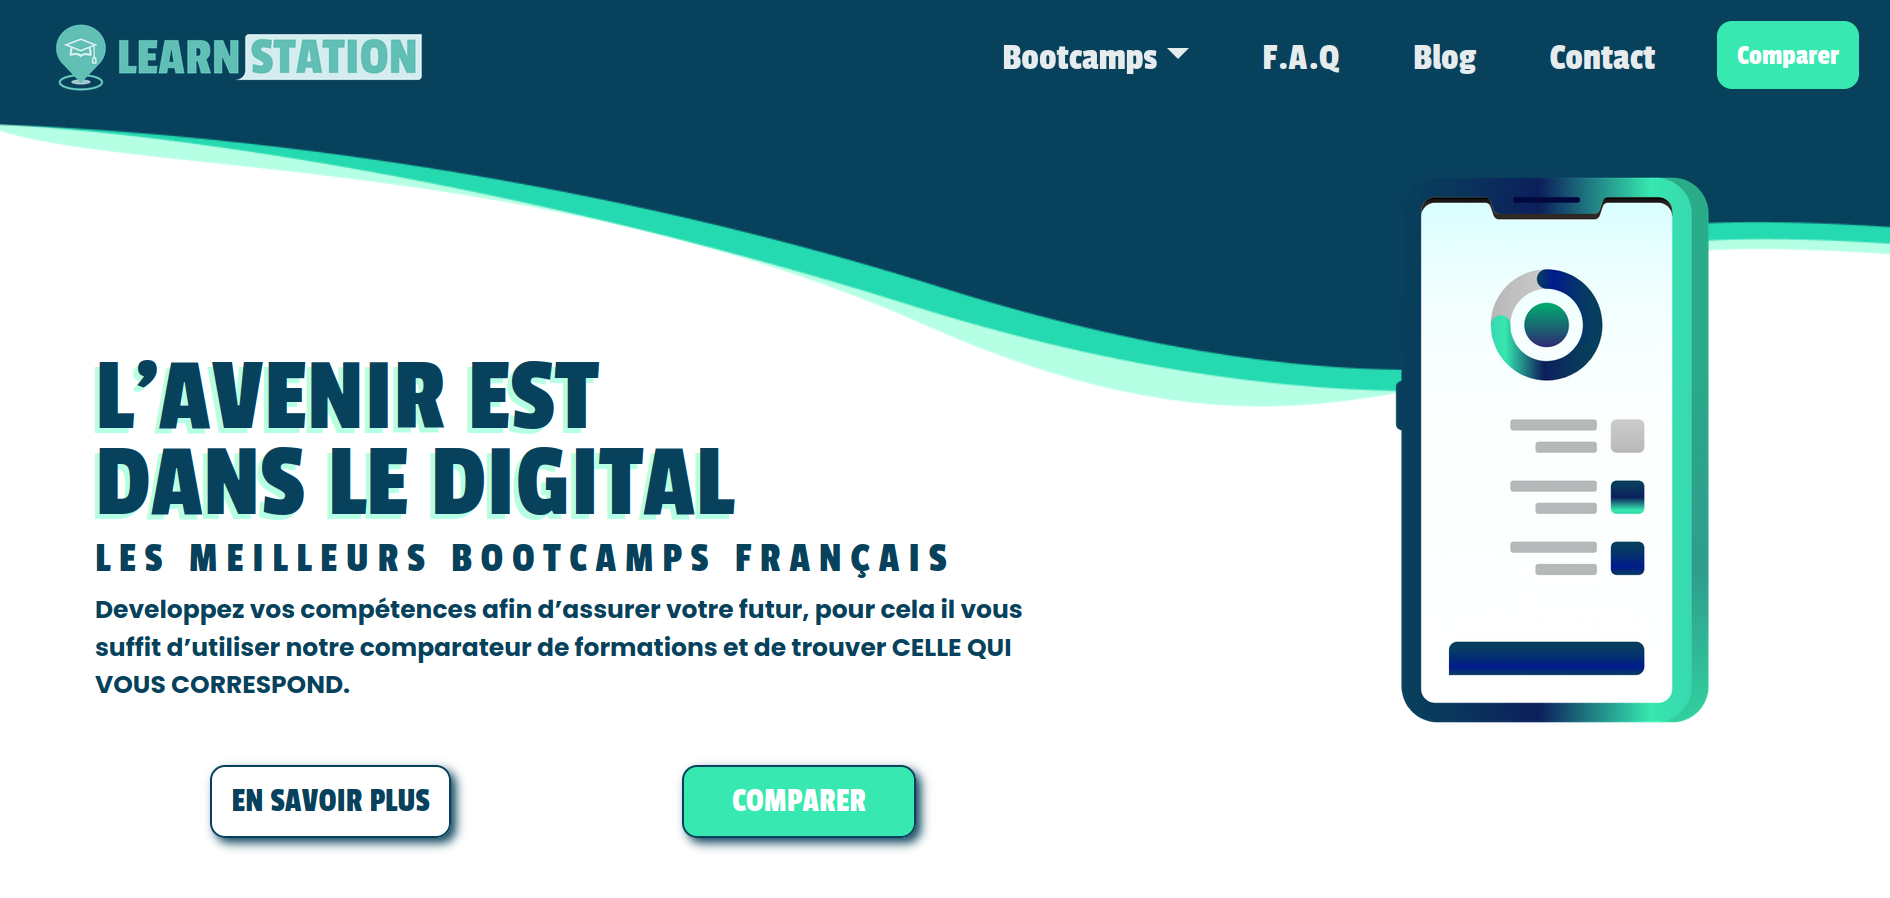 LEARN STATION
Bootcamps
F.A.Q
Blog
Contact
Comparer
L’AVENIR EST
DANS LE DIGITAL
LES MEILLEURS BOOTCAMPS FRANÇAIS
Developpez vos compétences afin d’assurer votre futur, pour cela il vous
suffit d’utiliser notre comparateur de formations et de trouver CELLE QUI
VOUS CORRESPOND.
EN SAVOIR PLUS
COMPARER